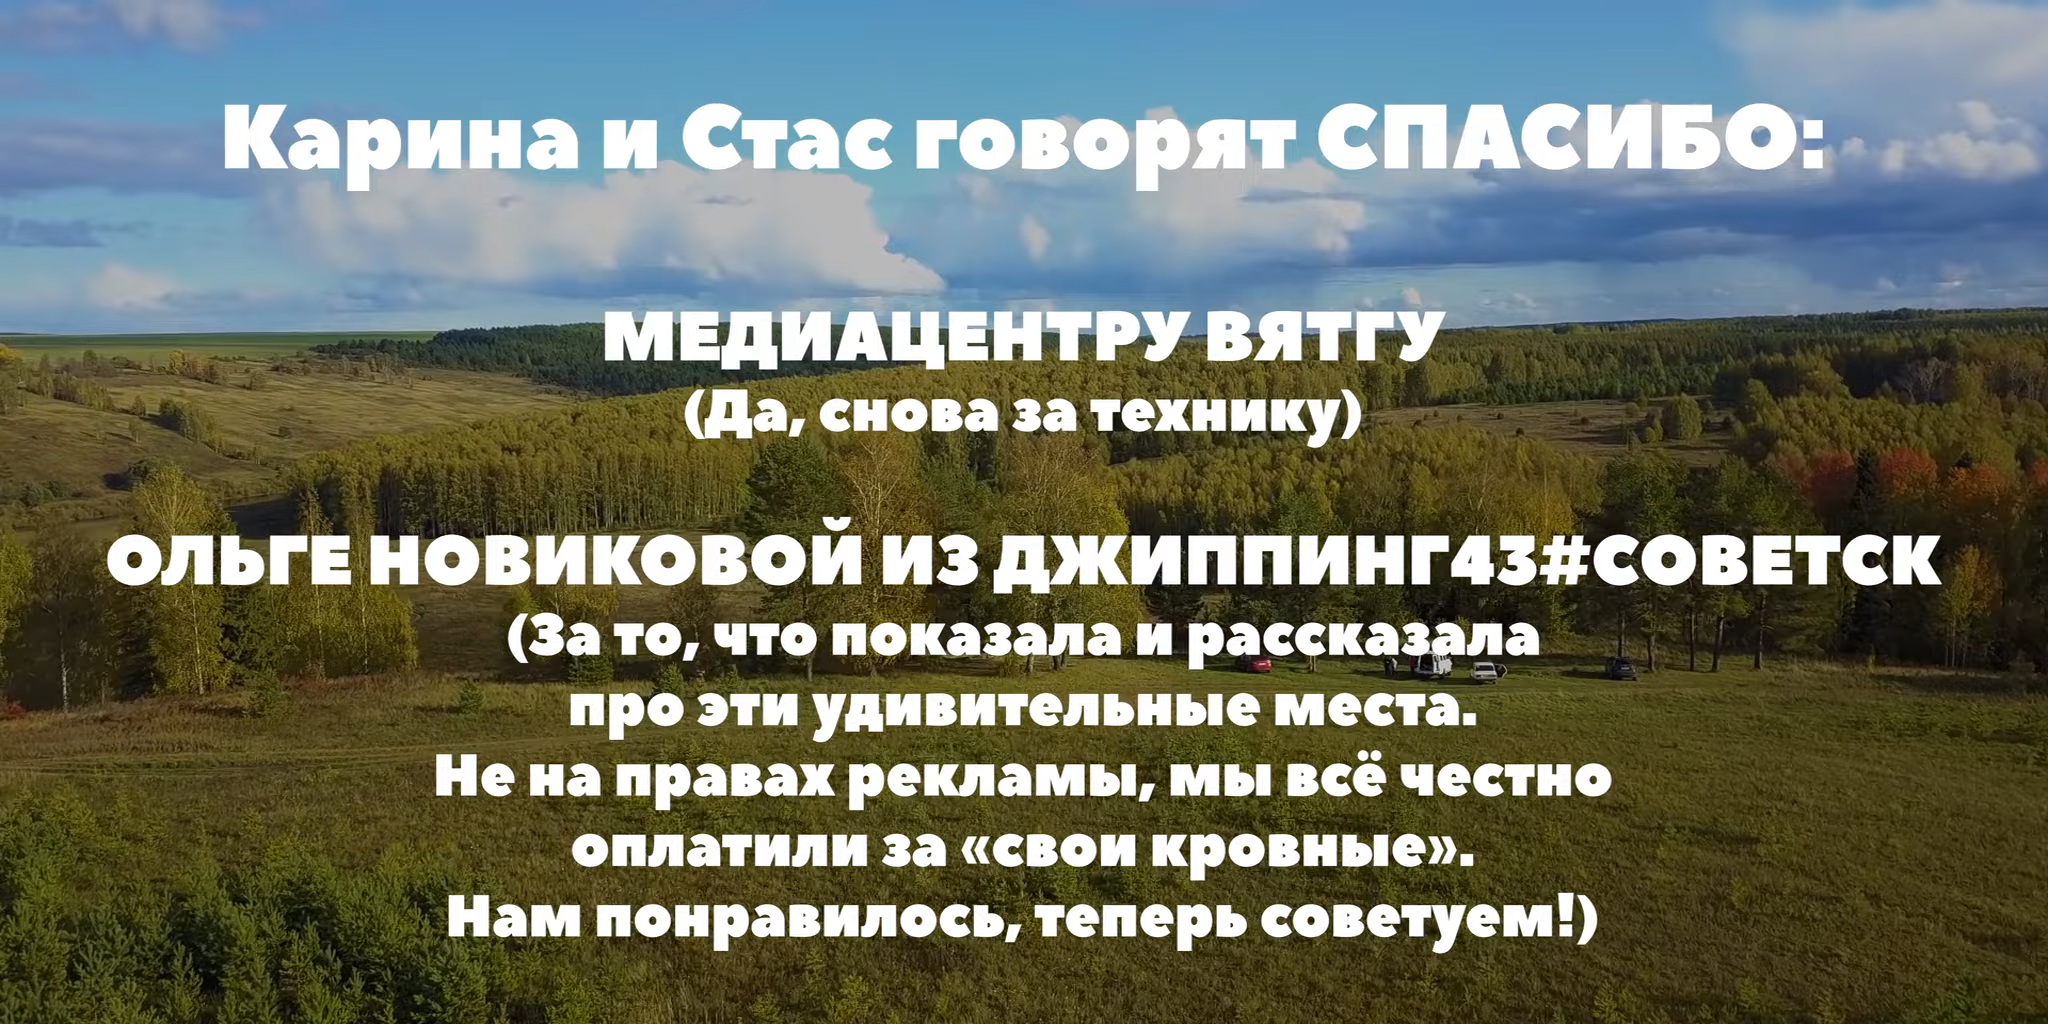 Карина и Стас говорят СПАСИБО:
МЕДИАЦЕНТРУ ВЯТГУ
(Да, снова за технику)
ОЛЬГЕ НОВИКОВОЙ ИЗ ДЖИППИНГ43#СОВЕТСК
(За то, что показала и рассказала
про эти удивительные места.
Не на правах рекламы, мы всё честно
оплатили за «свои кровные».
Нам понравилось, теперь советуем!)